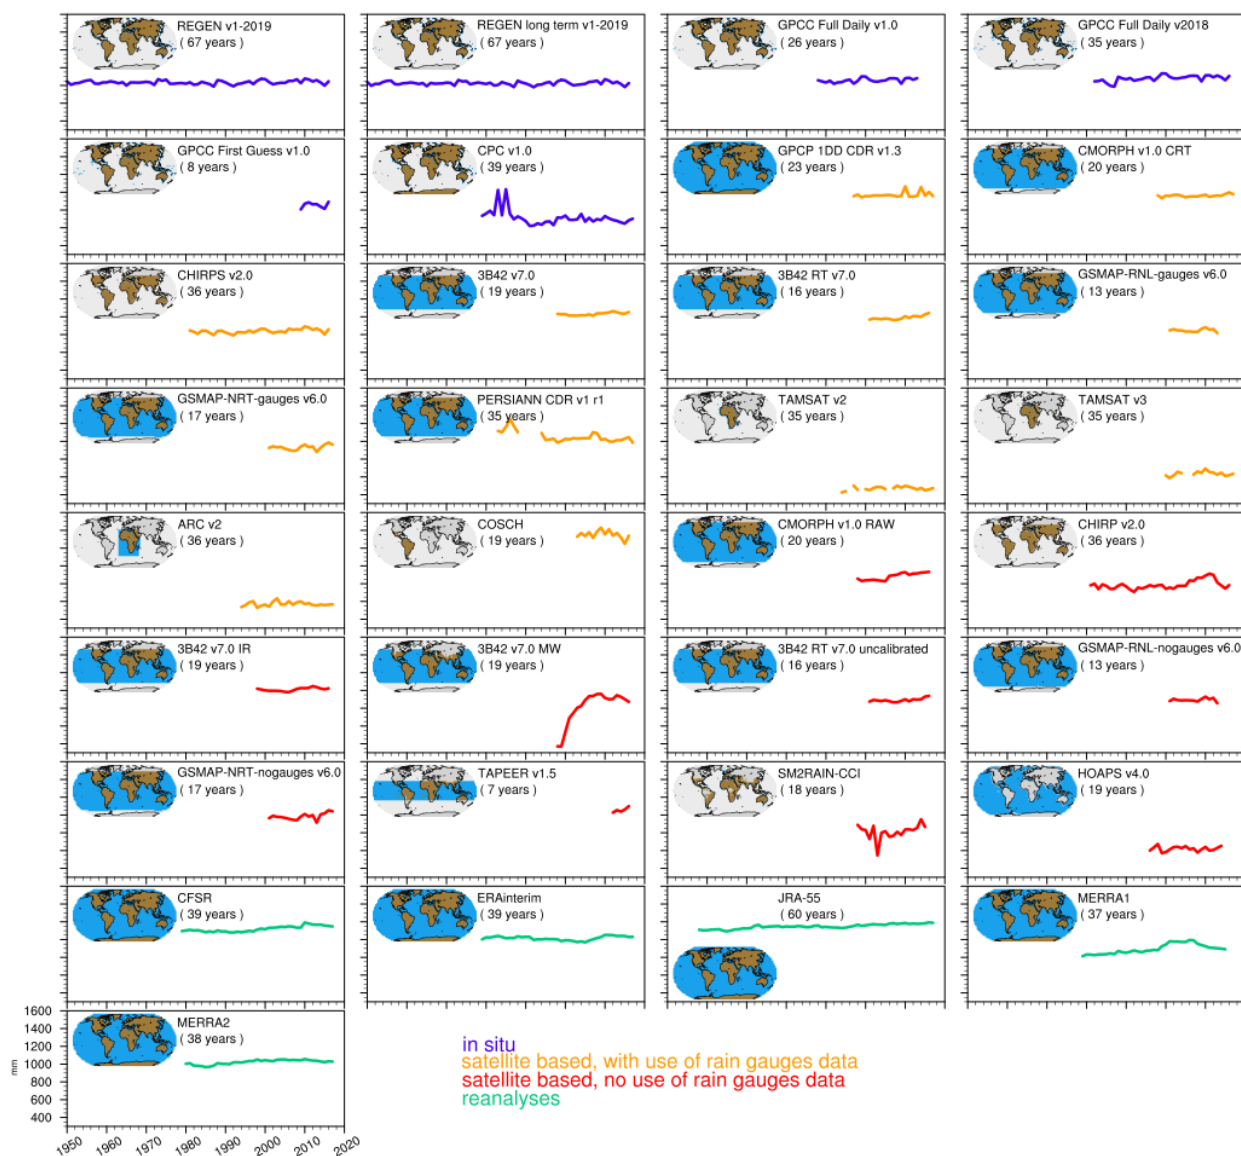 REGEN v1-2019
( 67 years )
REGEN long term v1-2019
( 67 years )
GPCC Full Daily v1.0
( 26 years )
GPCC Full Daily v2018
( 35 years )
GPCC First Guess v1.0
( 8 years )
CPC v1.0
( 39 years )
GPCP 1DD CDR v1.3
( 23 years )
CMORPH v1.0 CRT
( 20 years )
CHIRPS v2.0
( 36 years )
3B42 v7.0
( 19 years )
3B42 RT v7.0
( 16 years )
GSMAP-RNL-gauges v6.0
( 13 years )
GSMAP-NRT-gauges v6.0
( 17 years )
PERSIANN CDR v1 r1
( 35 years )
TAMSAT v2
( 35 years )
TAMSAT v3
( 35 years )
ARC v2
( 36 years )
COSCH
( 19 years )
CMORPH v1.0 RAW
( 20 years )
CHIRP v2.0
( 36 years )
3B42 v7.0 IR
( 19 years )
3B42 v7.0 MW
( 19 years )
3B42 RT v7.0 uncalibrated
( 16 years )
GSMAP-RNL-nogauges v6.0
( 13 years )
GSMAP-NRT-nogauges v6.0
( 17 years )
TAPEER v1.5
( 7 years )
SM2RAIN-CCI
( 18 years )
HOAPS v4.0
( 19 years )
CFSR
( 39 years )
ERAinterim
( 39 years )
JRA-55
( 60 years )
MERRA1
( 37 years )
MERRA2
( 38 years )
1600
1400
1200
1000
800
600
400
mm
1950 1960 1970 1980 1990 2000 2010 2020
in situ
satellite based, with use of rain gauges data
satellite based, no use of rain gauges data
reanalyses